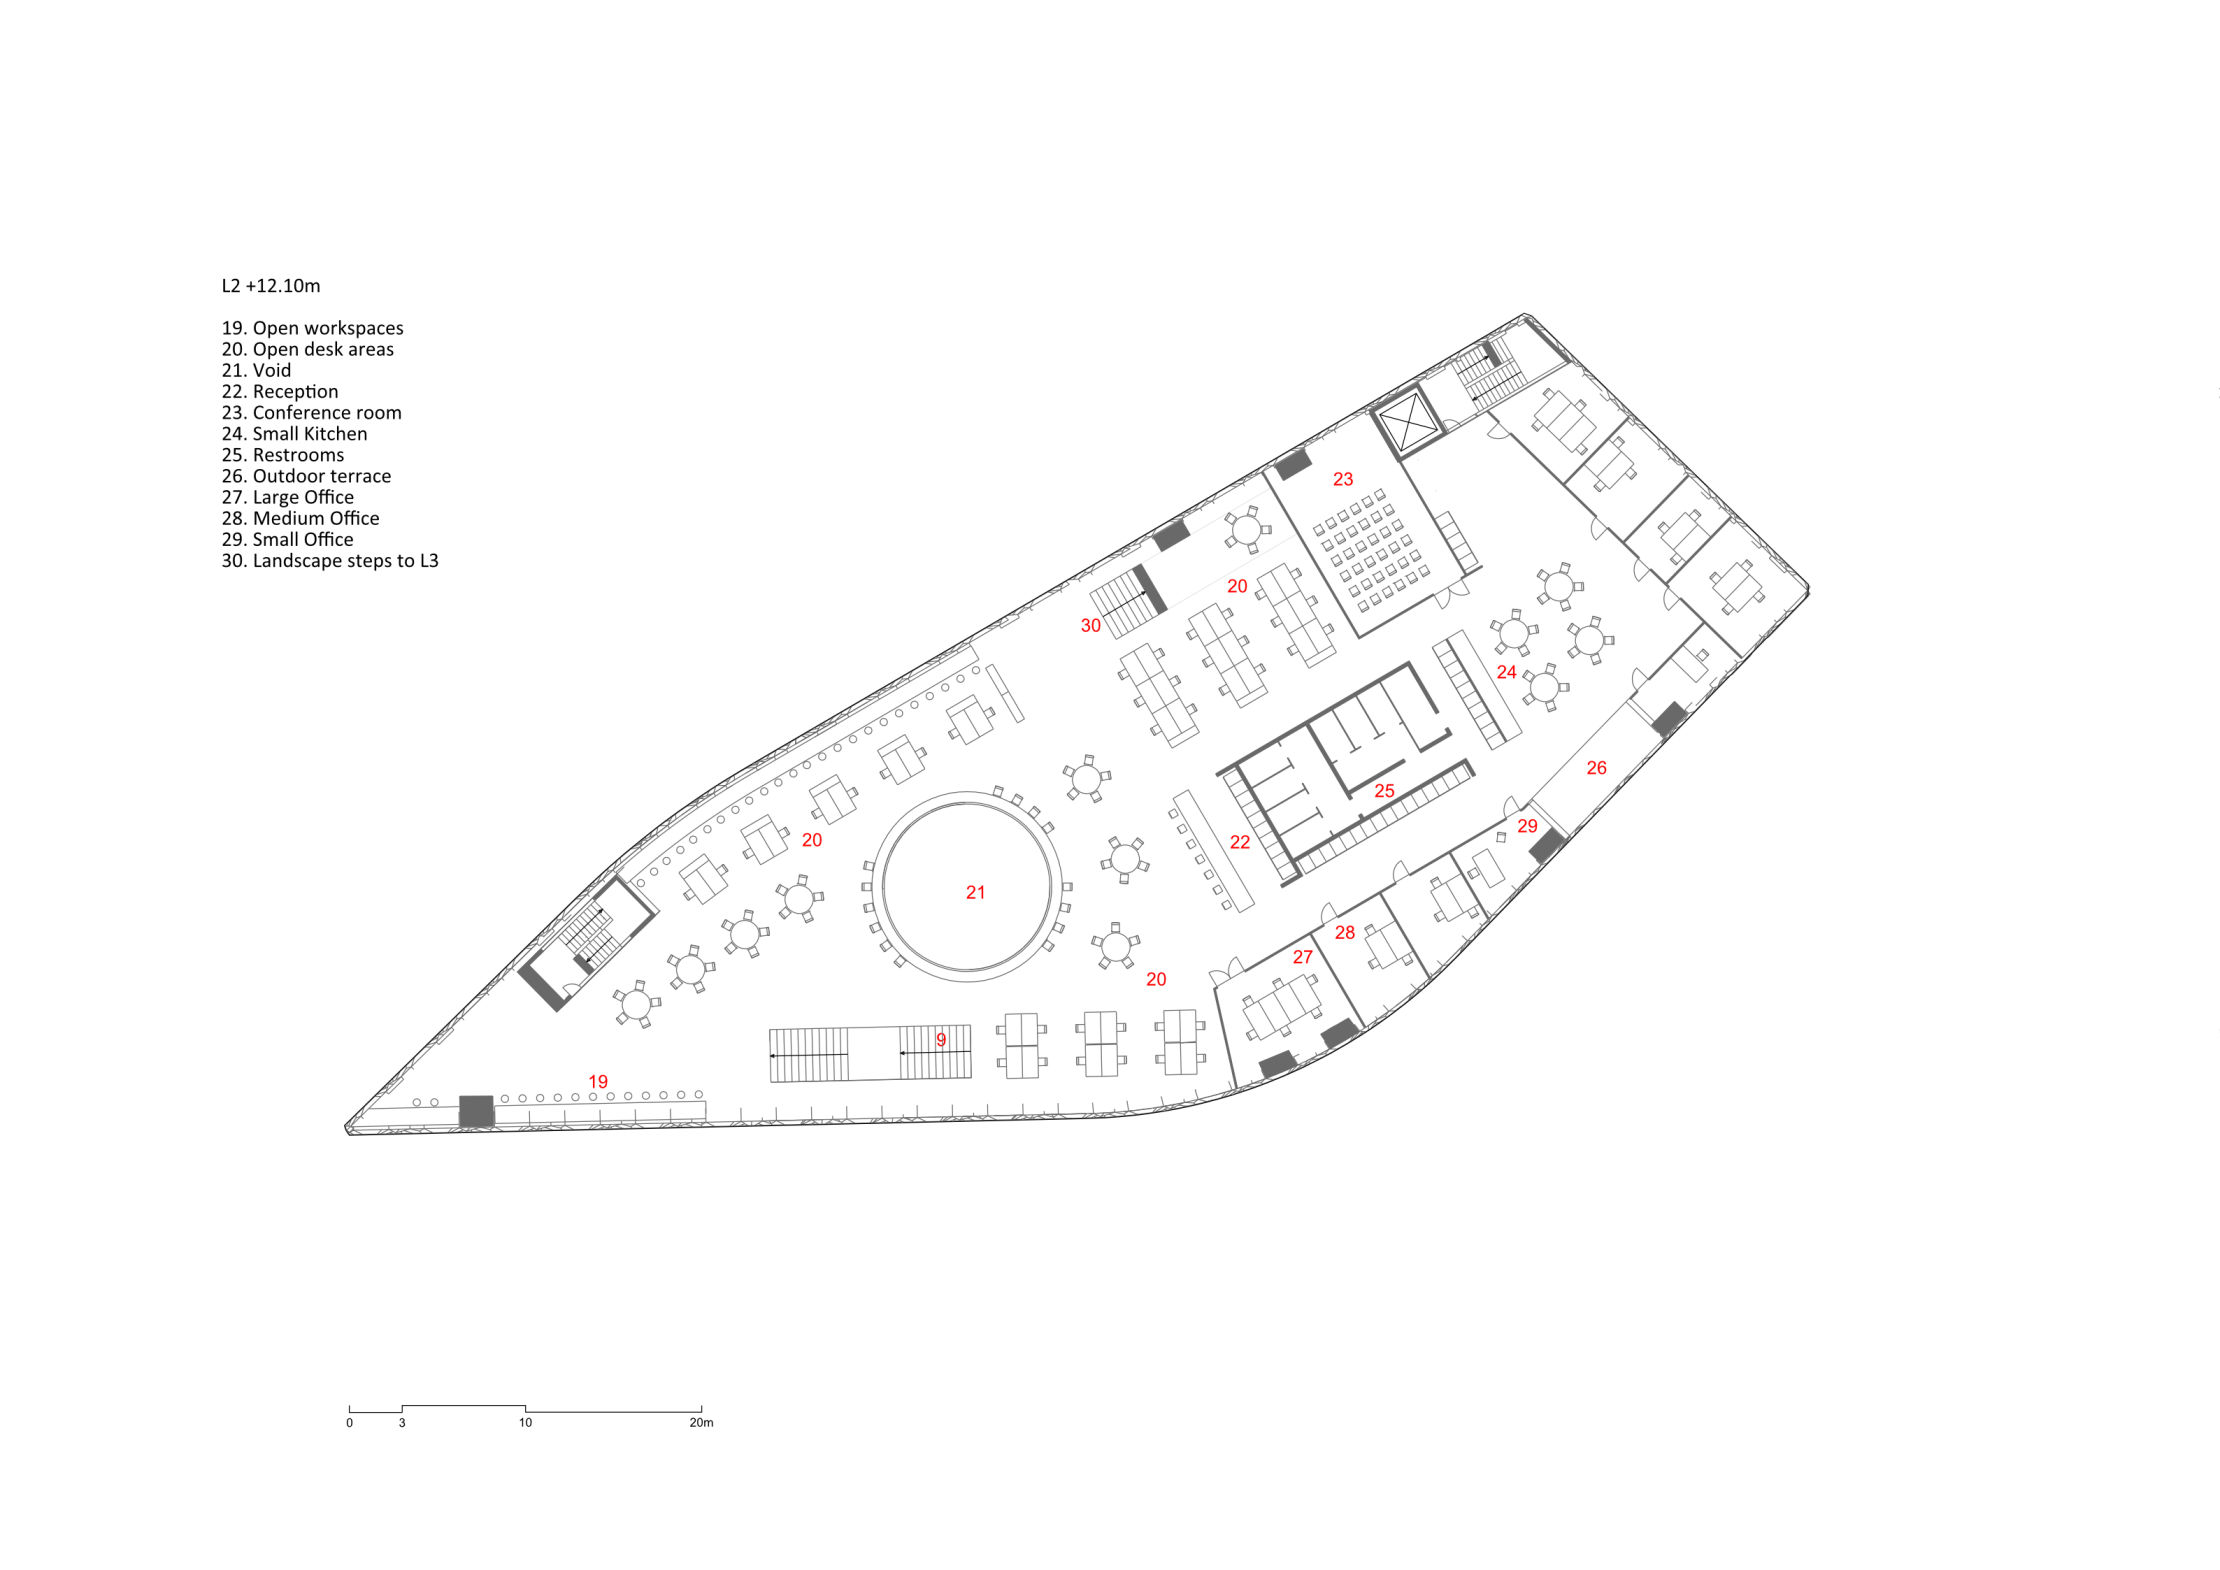 L2 +12.10m
19. Open workspaces
20. Open desk areas
21. Void
22. Reception
23. Conference room
24. Small Kitchen
25. Restrooms
26. Outdoor terrace
27. Large Office
28. Medium Office
29. Small Office
30. Landscape steps to L3
23
20
30
24
26
25
20
22
29
21
28
27
20
9
19
0 3 10 20m